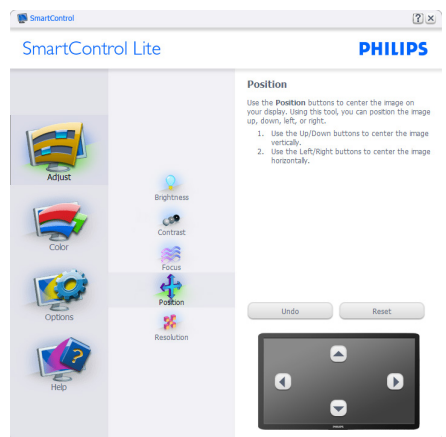 SmartControl
SmartControl Lite
PHILIPS
Adjust
Color
Options
Help
Brightness
Contrast
Focus
Position
Resolution
Position
Use the Position buttons to center the image on
your display. Using this tool, you can position the image
up, down, left, or right.
1. Use the Up/Down buttons to center the image
vertically.
2. Use the Left/Right buttons to center the image
horizontally.
Undo
Reset
PHILIPS